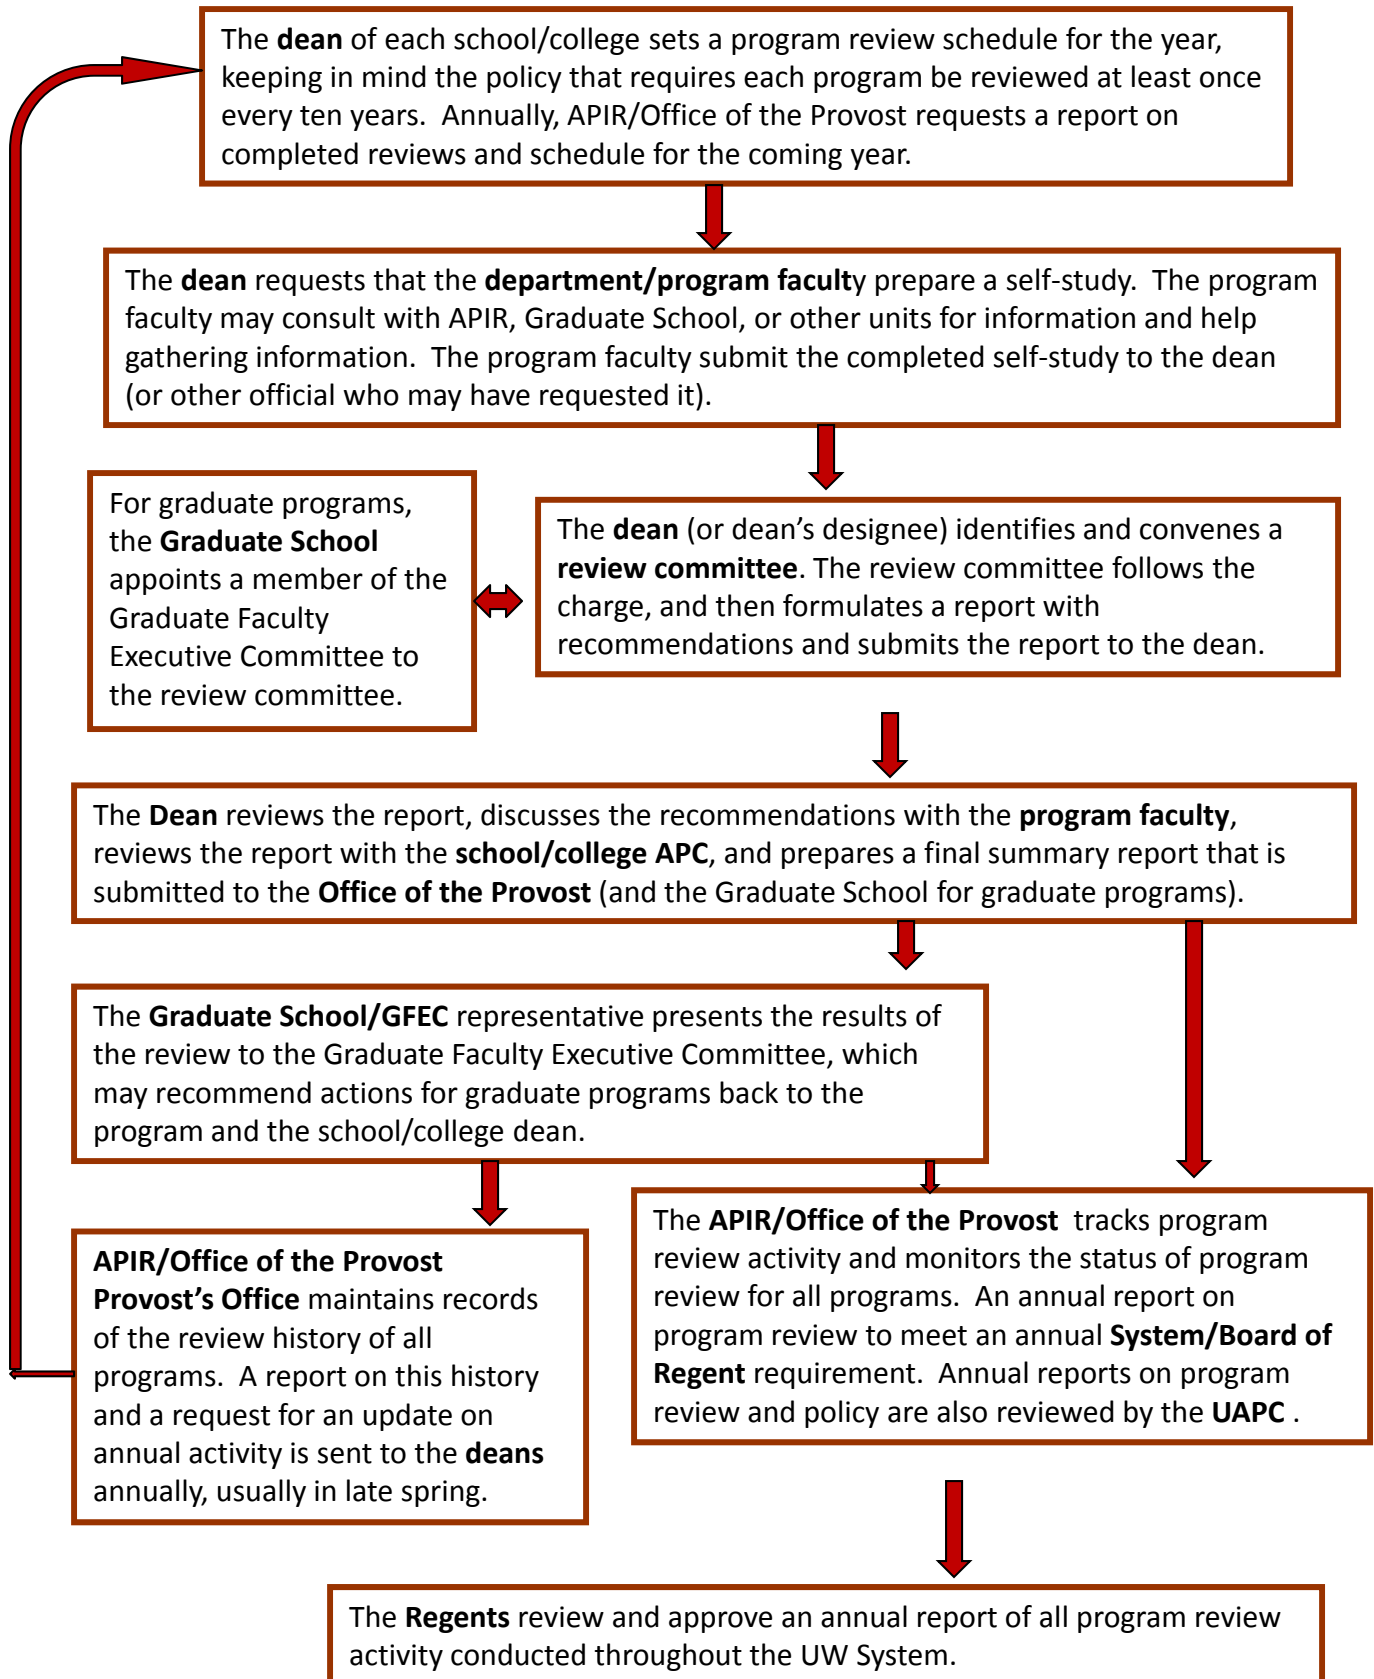 The dean of each school/college sets a program review schedule for the year,
keeping in mind the policy that requires each program be reviewed at least once
every ten years.  Annually, APIR/Office of the Provost requests a report on
completed reviews and schedule for the coming year.
The dean requests that the department/program faculty prepare a self-study.  The program
faculty may consult with APIR, Graduate School, or other units for information and help
gathering information.  The program faculty submit the completed self-study to the dean
(or other official who may have requested it).
For graduate programs,
the Graduate School
appoints a member of the
Graduate Faculty
Executive Committee to
the review committee.
The dean (or dean’s designee) identifies and convenes a
review committee. The review committee follows the
charge, and then formulates a report with
recommendations and submits the report to the dean.
The Dean reviews the report, discusses the recommendations with the program faculty,
reviews the report with the school/college APC, and prepares a final summary report that is
submitted to the Office of the Provost (and the Graduate School for graduate programs).
The Graduate School/GFEC representative presents the results of
the review to the Graduate Faculty Executive Committee, which
may recommend actions for graduate programs back to the
program and the school/college dean.
APIR/Office of the Provost
Provost’s Office maintains records
of the review history of all
programs.  A report on this history
and a request for an update on
annual activity is sent to the deans
annually, usually in late spring.
The APIR/Office of the Provost  tracks program
review activity and monitors the status of program
review for all programs.  An annual report on
program review to meet an annual System/Board of
Regent requirement.  Annual reports on program
review and policy are also reviewed by the UAPC .
The Regents review and approve an annual report of all program review
activity conducted throughout the UW System.